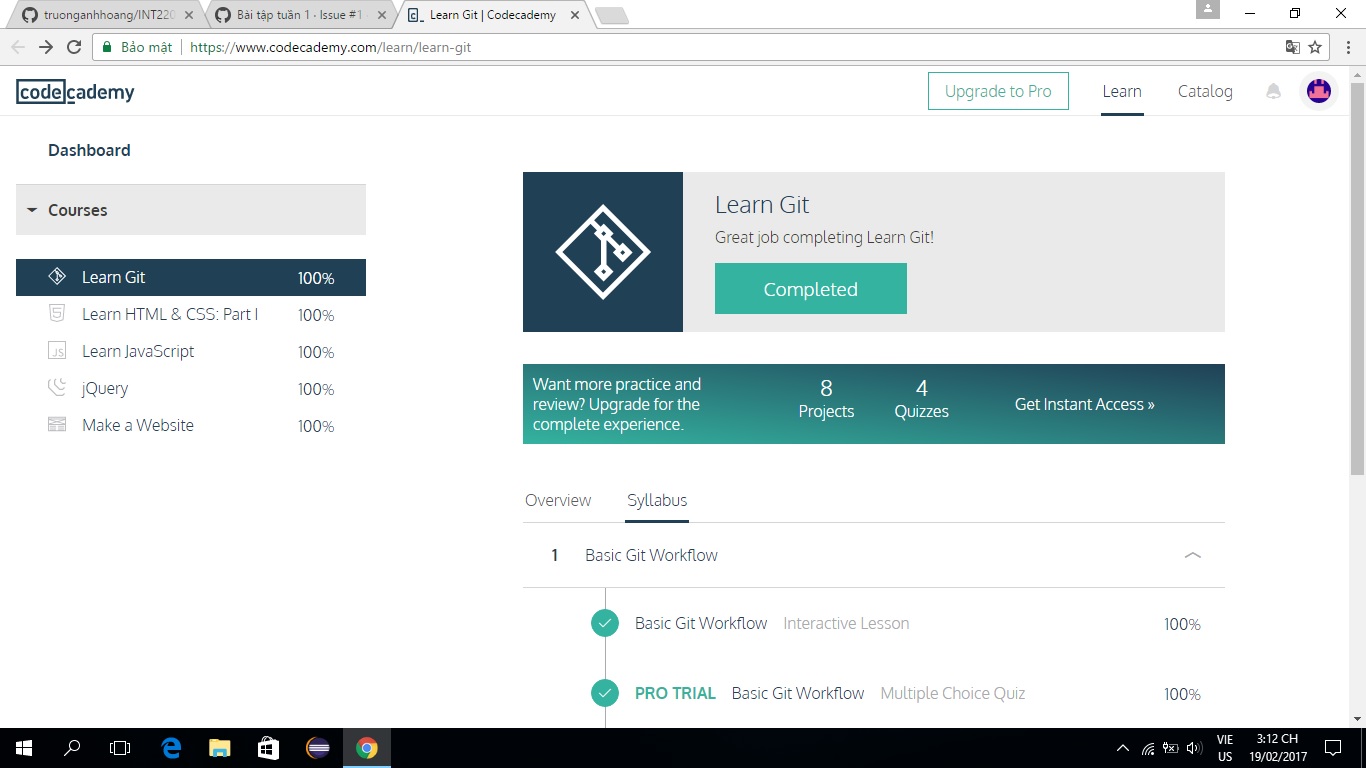 truonganhhoang/INT220
Bài tập tuần 1 · Issue #1
Learn Git | Codecademy
Bảo mật
https://www.codecademy.com/learn/learn-git
codecademy
Upgrade to Pro
Learn
Catalog
Dashboard
Courses
Learn Git 100%
Learn HTML & CSS: Part I 100%
JS Learn JavaScript 100%
jQuery 100%
Make a Website 100%
Learn Git
Great job completing Learn Git!
Completed
Want more practice and
review? Upgrade for the
complete experience.
8
Projects
4
Quizzes
Get Instant Access »
Overview
Syllabus
1 Basic Git Workflow
Basic Git Workflow Interactive Lesson 100%
PRO TRIAL Basic Git Workflow Multiple Choice Quiz 100%
VIE
US
3:12 CH
19/02/2017